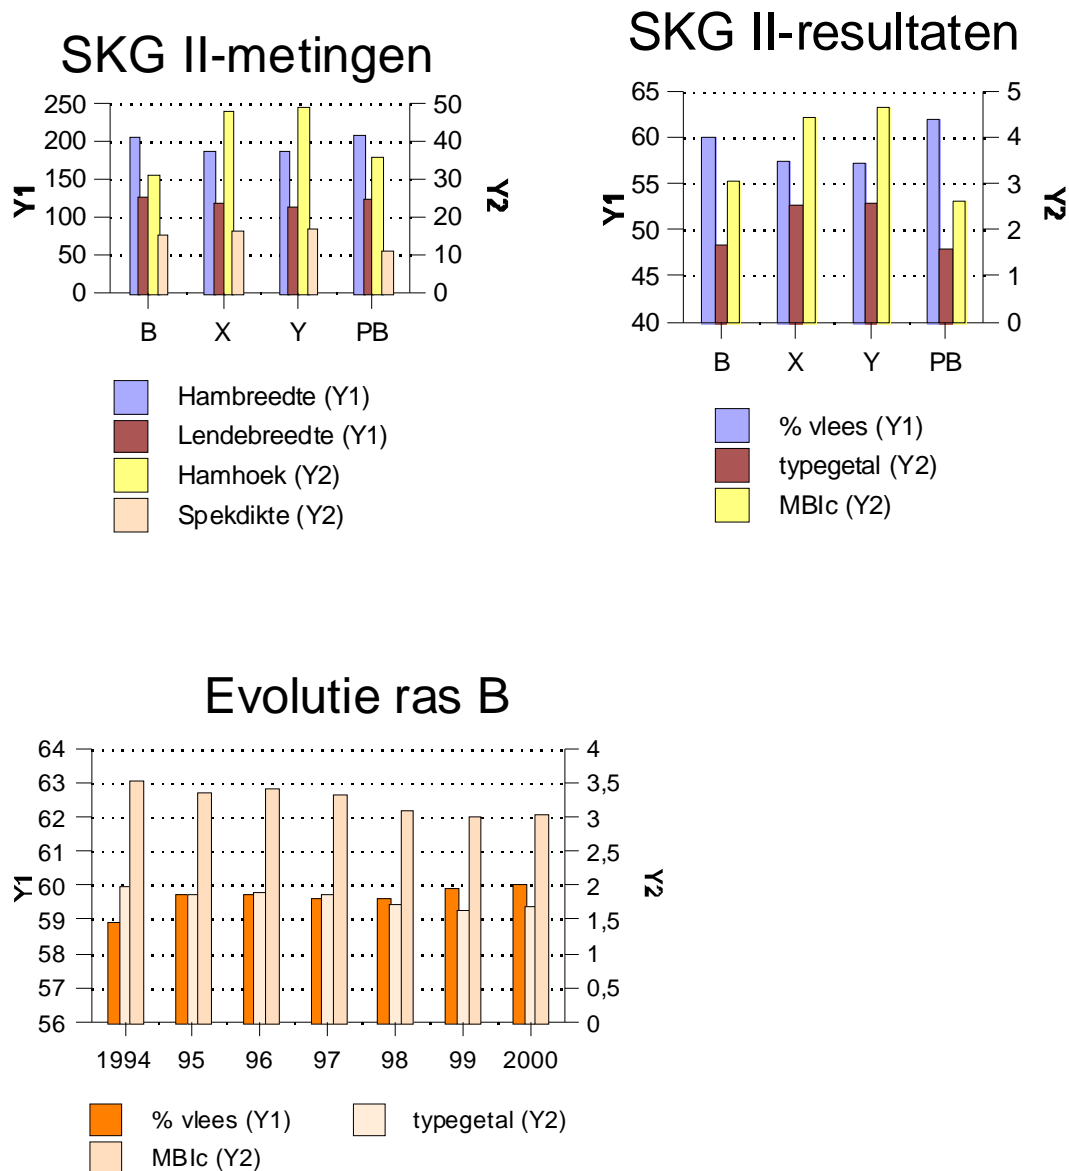 SKG II-metingen
250
200
150
100
50
0
Y1
50
40
30
20
10
0
Y2
B X Y PB
Hambreedte (Y1)
Lendebreedte (Y1)
Hamhoek (Y2)
Spekdikte (Y2)
SKG II-resultaten
65
60
55
50
45
40
Y1
5
4
3
2
1
0
Y2
B X Y PB
% vlees (Y1)
typegetal (Y2)
MBIc (Y2)
Evolutie ras B
64
63
62
61
60
59
58
57
56
Y1
4
3,5
3
2,5
2
1,5
1
0,5
0
Y2
1994 95 96 97 98 99 2000
% vlees (Y1) typegetal (Y2)
MBIc (Y2)